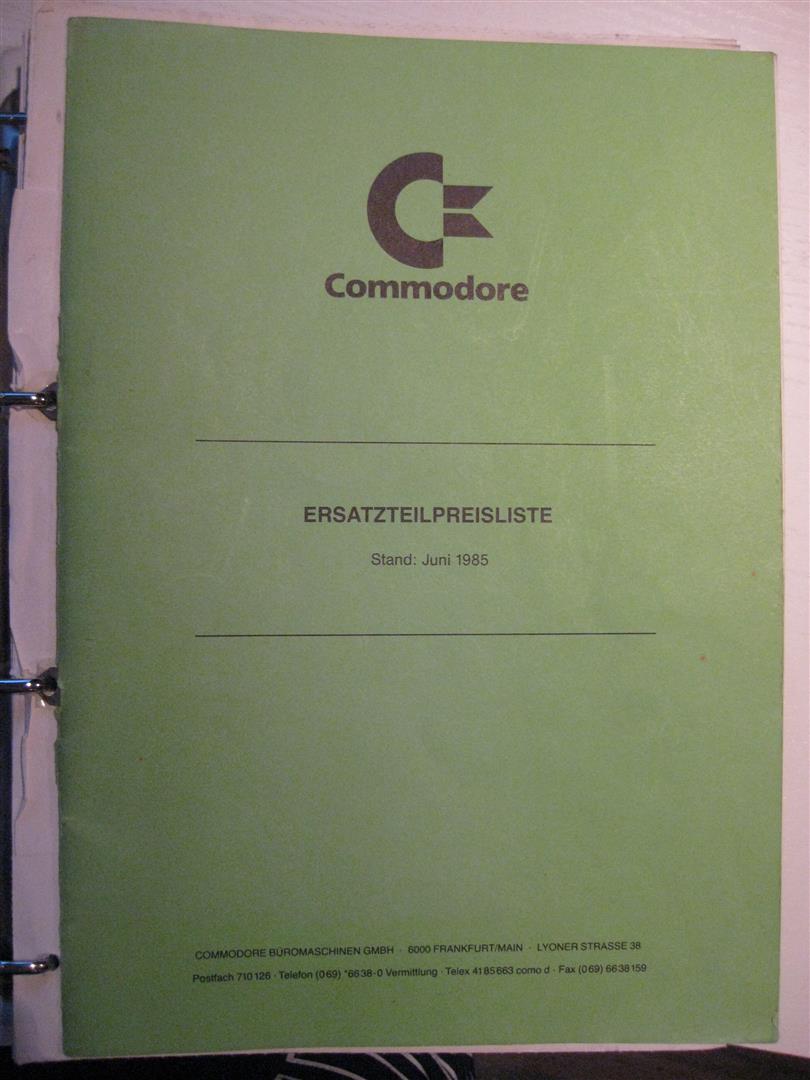 Commodore
ERSATZTEILPREISLISTE
Stand: Juni 1985
COMMODORE BÜROMASCHINEN GMBH · 6000 FRANKFURT/MAIN · LYONER STRASSE 38
Postfach 710126 · Telefon (069) *6638-0 Vermittlung · Telex 4185663 como d · Fax (069) 6638159